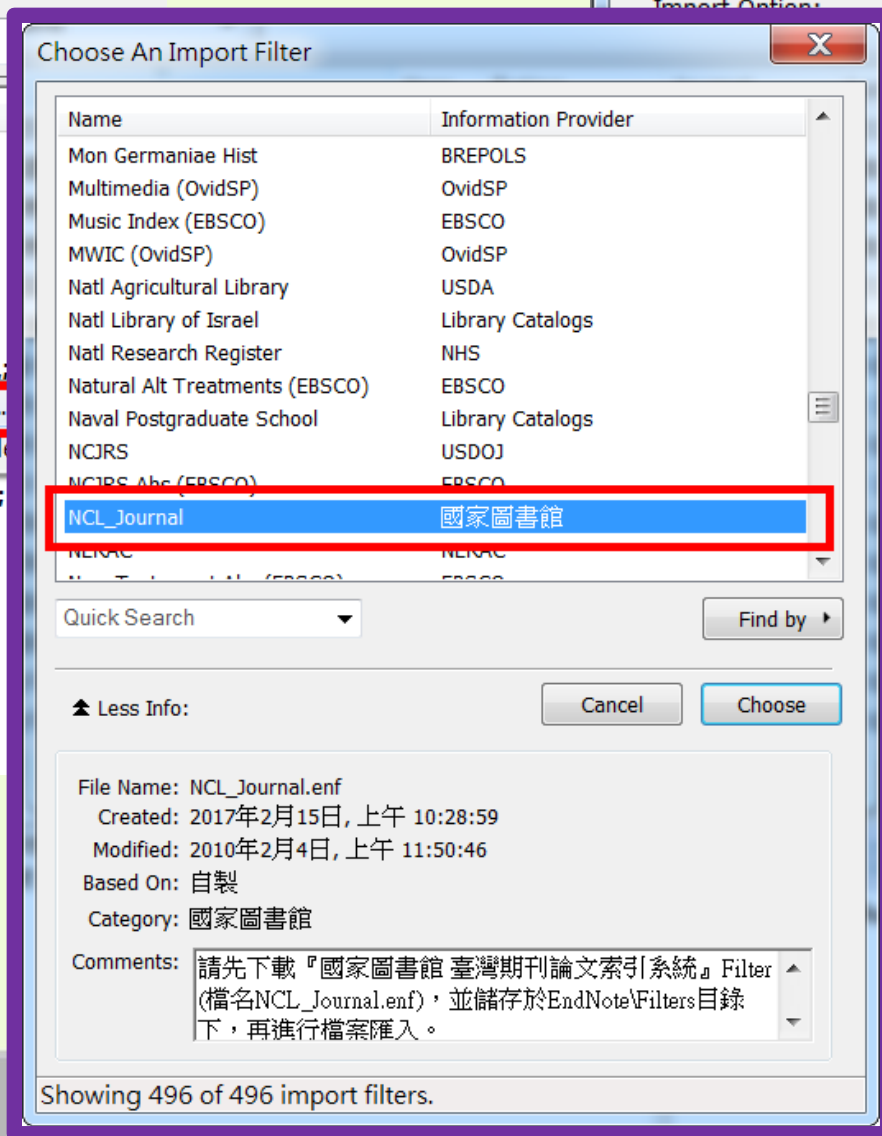 Import Option:
Choose An Import Filter
X
Name Information Provider
Mon Germaniae Hist BREPOLS
Multimedia (OvidSP) OvidSP
Music Index (EBSCO) EBSCO
MWIC (OvidSP) OvidSP
Natl Agricultural Library USDA
Natl Library of Israel Library Catalogs
Natl Research Register NHS
Natural Alt Treatments (EBSCO) EBSCO
Naval Postgraduate School Library Catalogs
NCJRS USDOJ
NCJRS Abs (EBSCO) EBSCO
NCL_Journal 國家圖書館
NERAC NERAC
Quick Search Find by
Less Info: Cancel Choose
File Name: NCL_Journal.enf
Created: 2017年2月15日, 上午 10:28:59
Modified: 2010年2月4日, 上午 11:50:46
Based On: 自製
Category: 國家圖書館
Comments: 請先下載『國家圖書館 臺灣期刊論文索引系統』Filter
(檔名NCL_Journal.enf)，並儲存於EndNote\Filters目錄
下，再進行檔案匯入。
Showing 496 of 496 import filters.